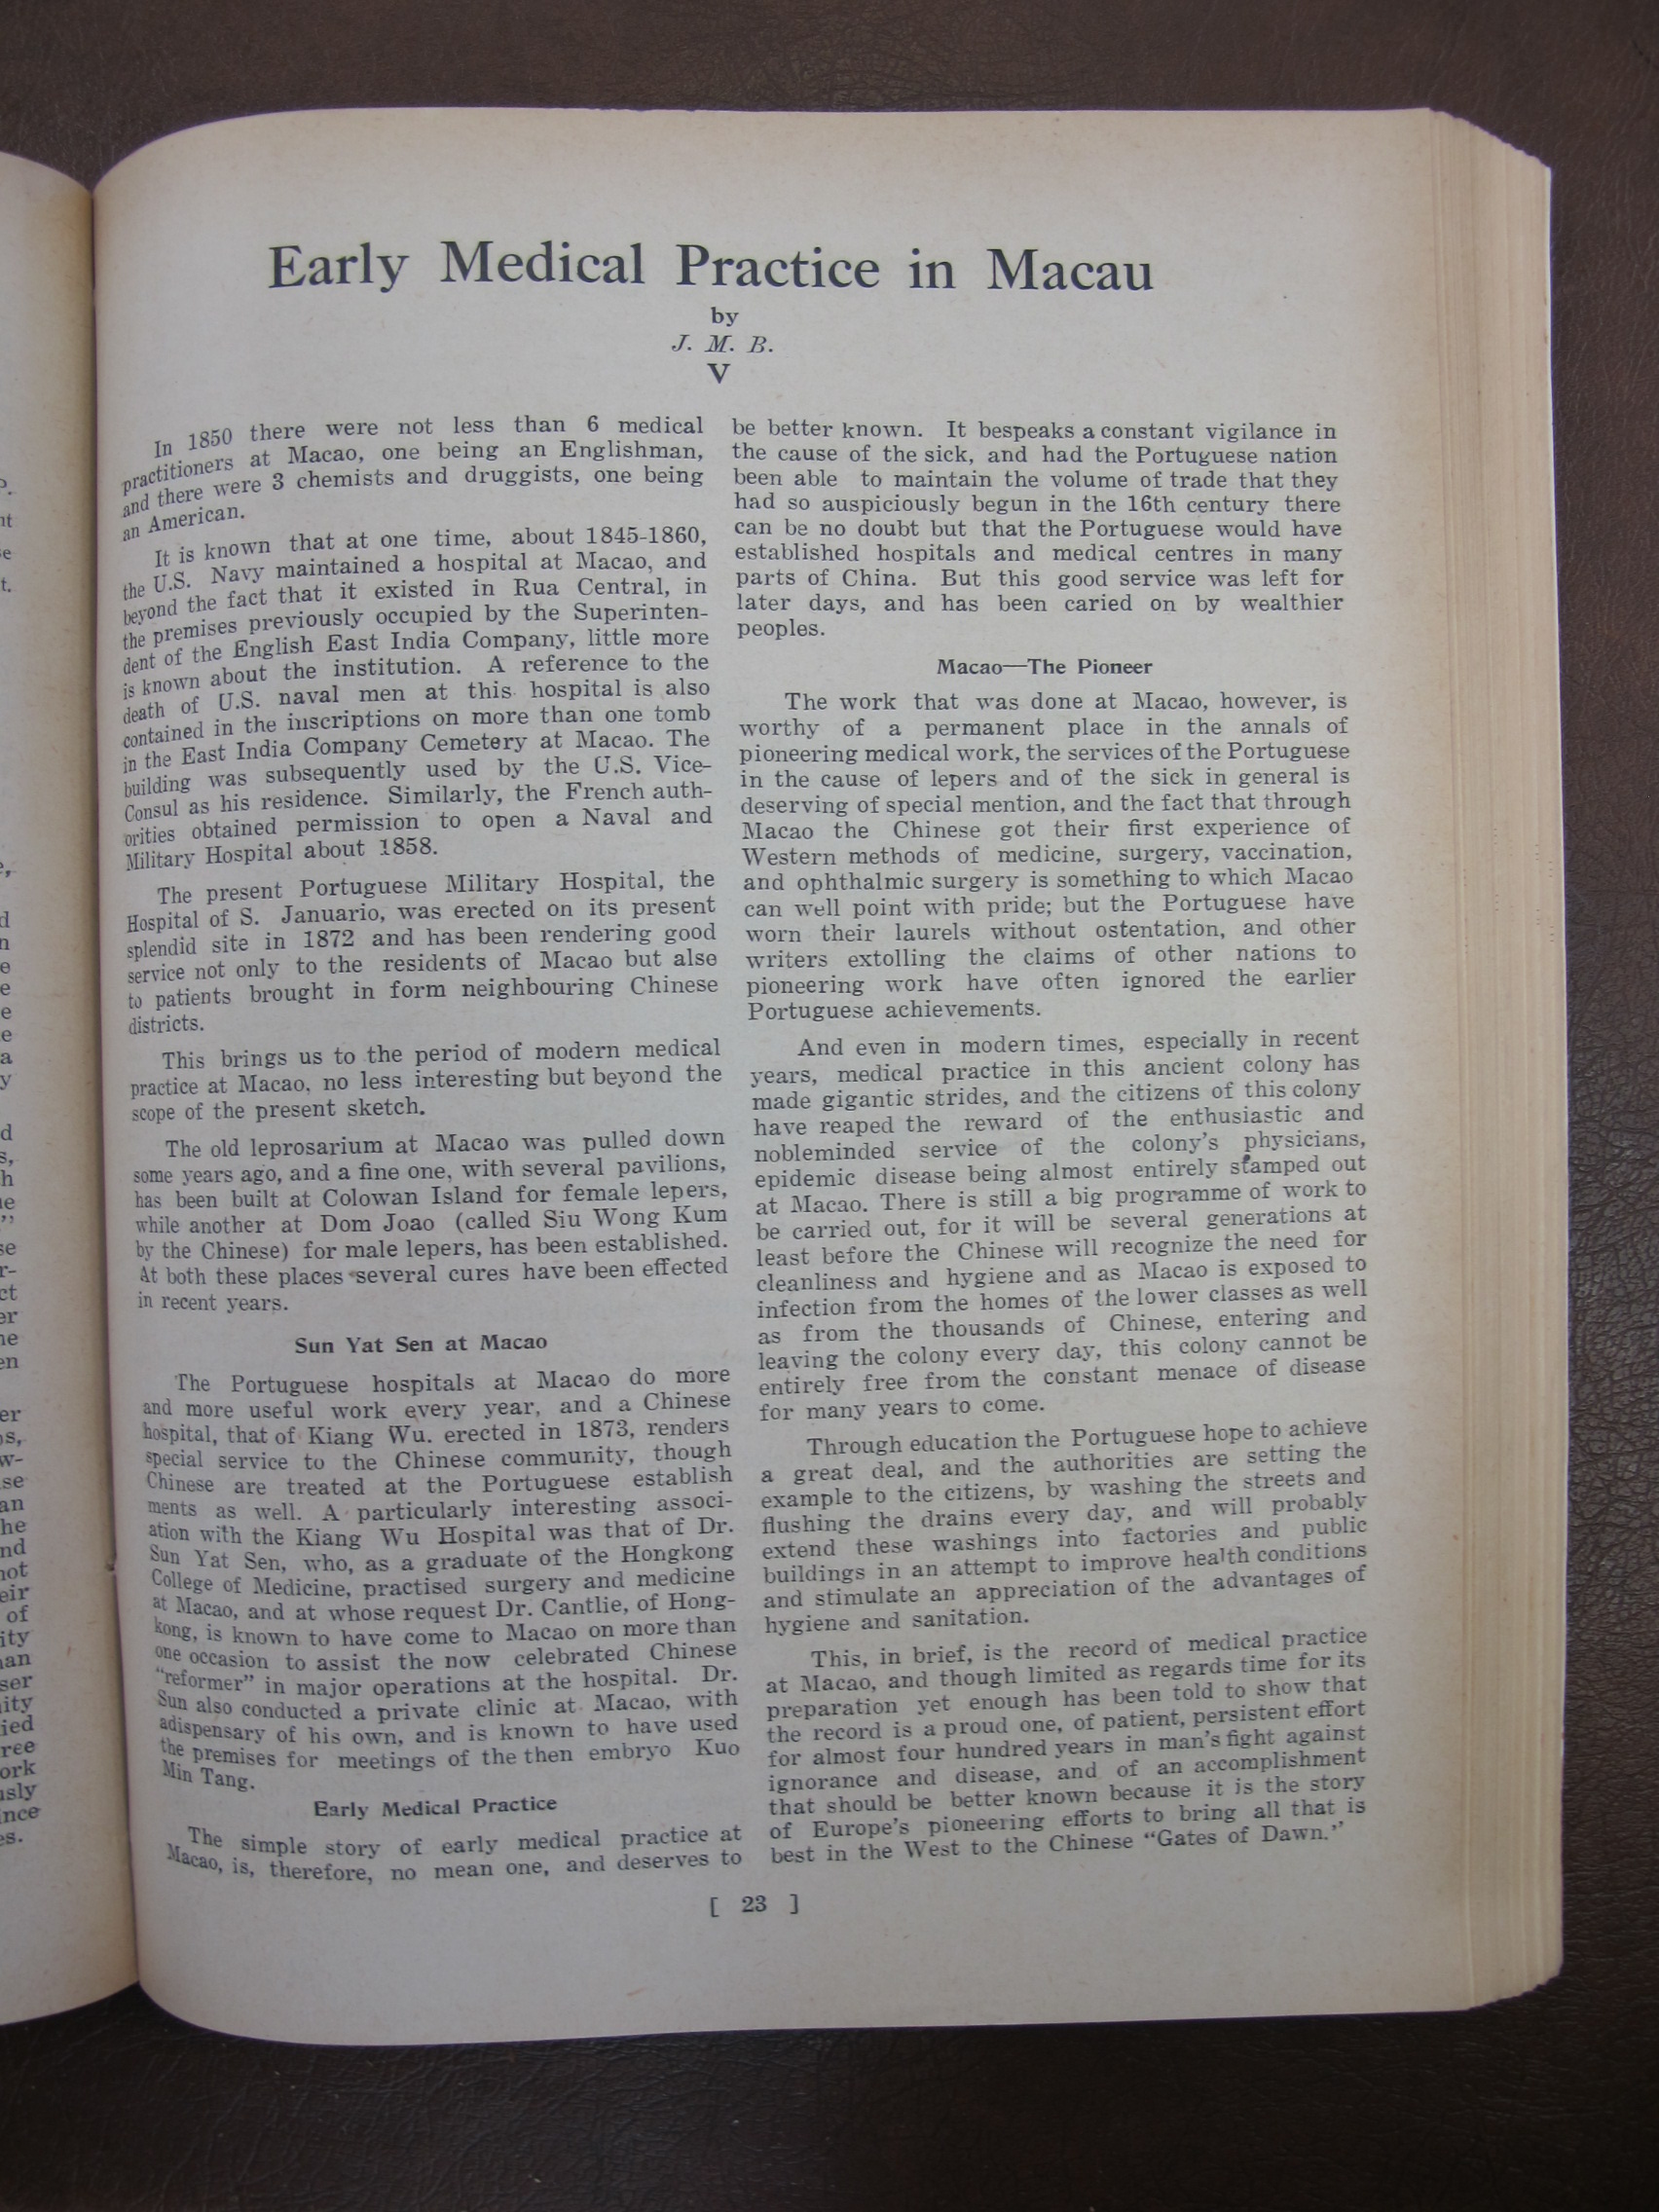 Early Medical Practice in Macau
by
J. M. B.
V
In 1850 there were not less than 6 medical
practitioners at Macao, one being an Englishman,
and there were 3 chemists and druggists, one being
an American.
It is known that at one time, about 1845-1860,
the U.S. Navy maintained a hospital at Macao, and
beyond the fact that it existed in Rua Central, in
the premises previously occupied by the Superinten-
dent of the English East India Company, little more
is known about the institution. A reference to the
death of U.S. naval men at this hospital is also
contained in the inscriptions on more than one tomb
in the East India Company Cemetery at Macao. The
building was subsequently used by the U.S. Vice-
Consul as his residence. Similarly, the French auth-
orities obtained permission to open a Naval and
Military Hospital about 1858.
The present Portuguese Military Hospital, the
Hospital of S. Januario, was erected on its present
splendid site in 1872 and has been rendering good
service not only to the residents of Macao but alse
to patients brought in form neighbouring Chinese
districts.
This brings us to the period of modern medical
practice at Macao, no less interesting but beyond the
scope of the present sketch.
The old leprosarium at Macao was pulled down
some years ago, and a fine one, with several pavilions,
has been built at Colowan Island for female lepers,
while another at Dom Joao (called Siu Wong Kum
by the Chinese) for male lepers, has been established.
At both these places several cures have been effected
in recent years.
Sun Yat Sen at Macao
The Portuguese hospitals at Macao do more
and more useful work every year, and a Chinese
hospital, that of Kiang Wu. erected in 1873, renders
special service to the Chinese community, though
Chinese are treated at the Portuguese establish
ments as well. A particularly interesting associ-
ation with the Kiang Wu Hospital was that of Dr.
Sun Yat Sen, who, as a graduate of the Hongkong
College of Medicine, practised surgery and medicine
at Macao, and at whose request Dr. Cantlie, of Hong-
kong, is known to have come to Macao on more than
one occasion to assist the now celebrated Chinese
"reformer" in major operations at the hospital. Dr.
Sun also conducted a private clinic at Macao, with
adispensary of his own, and is known to have used
the premises for meetings of the then embryo Kuo
Min Tang.
Early Medical Practice
The simple story of early medical practice at
Macao, is, therefore, no mean one, and deserves to
be better known. It bespeaks a constant vigilance in
the cause of the sick, and had the Portuguese nation
been able to maintain the volume of trade that they
had so auspiciously begun in the 16th century there
can be no doubt but that the Portuguese would have
established hospitals and medical centres in many
parts of China. But this good service was left for
later days, and has been caried on by wealthier
peoples.
Macao—The Pioneer
The work that was done at Macao, however, is
worthy of a permanent place in the annals of
pioneering medical work, the services of the Portuguese
in the cause of lepers and of the sick in general is
deserving of special mention, and the fact that through
Macao the Chinese got their first experience of
Western methods of medicine, surgery, vaccination,
and ophthalmic surgery is something to which Macao
can well point with pride; but the Portuguese have
worn their laurels without ostentation, and other
writers extolling the claims of other nations to
pioneering work have often ignored the earlier
Portuguese achievements.
And even in modern times, especially in recent
years, medical practice in this ancient colony has
made gigantic strides, and the citizens of this colony
have reaped the reward of the enthusiastic and
nobleminded service of the colony's physicians,
epidemic disease being almost entirely stamped out
at Macao. There is still a big programme of work to
be carried out, for it will be several generations at
least before the Chinese will recognize the need for
cleanliness and hygiene and as Macao is exposed to
infection from the homes of the lower classes as well
as from the thousands of Chinese, entering and
leaving the colony every day, this colony cannot be
entirely free from the constant menace of disease
for many years to come.
Through education the Portuguese hope to achieve
a great deal, and the authorities are setting the
example to the citizens, by washing the streets and
flushing the drains every day, and will probably
extend these washings into factories and public
buildings in an attempt to improve health conditions
and stimulate an appreciation of the advantages of
hygiene and sanitation.
This, in brief, is the record of medical practice
at Macao, and though limited as regards time for its
preparation yet enough has been told to show that
the record is a proud one, of patient, persistent effort
for almost four hundred years in man's fight against
ignorance and disease, and of an accomplishment
that should be better known because it is the story
of Europe's pioneering efforts to bring all that is
best in the West to the Chinese "Gates of Dawn."
[ 23 ]